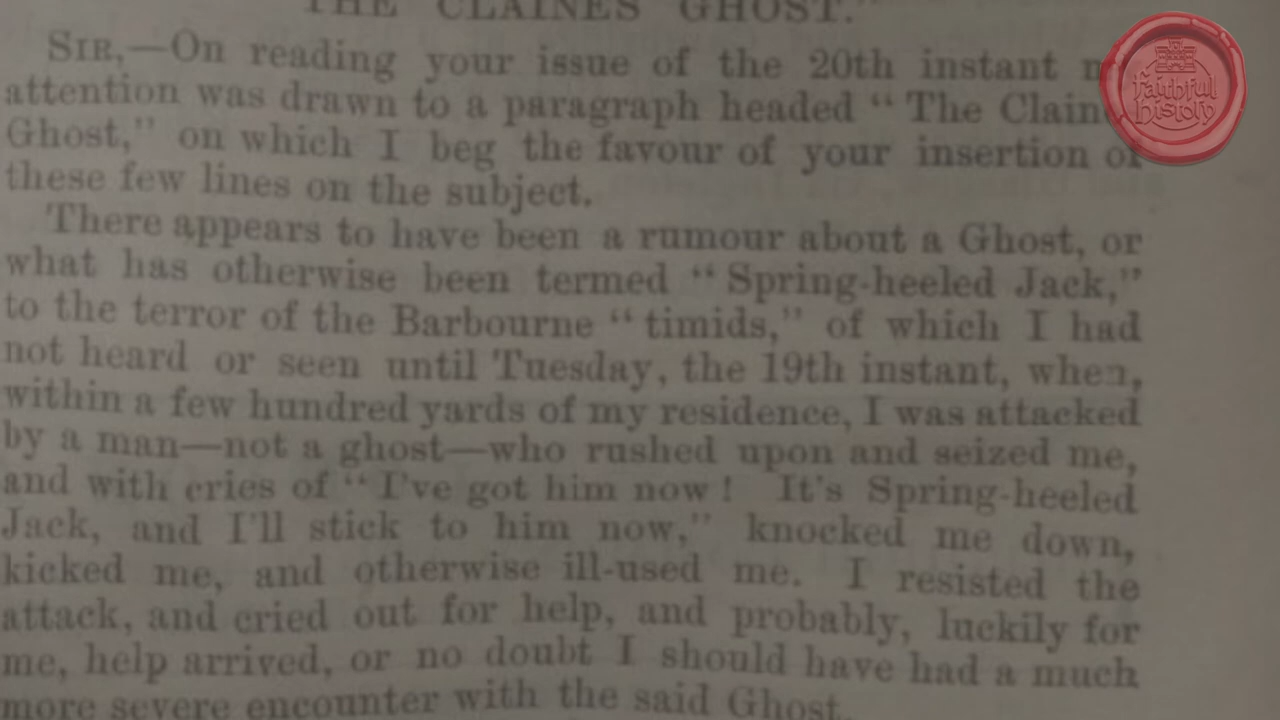 THE CLAINES GHOST."
SIR,—On reading your issue of the 20th instant
attention was drawn to a paragraph headed “ The
Ghost,” on which I beg the favour of your insertion of
these few lines on the subject.
There appears to have been a rumour about a Ghost, or
what has otherwise been termed “ Spring-heeled Jack,”
to the terror of the Barbourne “ timids,” of which I had
not heard or seen until Tuesday, the 19th instant, when,
within a few hundred yards of my residence, I was attacked
by a man—not a ghost—who rushed upon and seized me,
and with cries of “ I've got him now ! It's Spring-heeled
Jack, and I'll stick to him now,” knocked me down,
kicked me, and otherwise ill-used me. I resisted the
attack, and cried out for help, and probably, luckily for
me, help arrived, or no doubt I should have had a much
more severe encounter with the said Ghost.
faithful
history